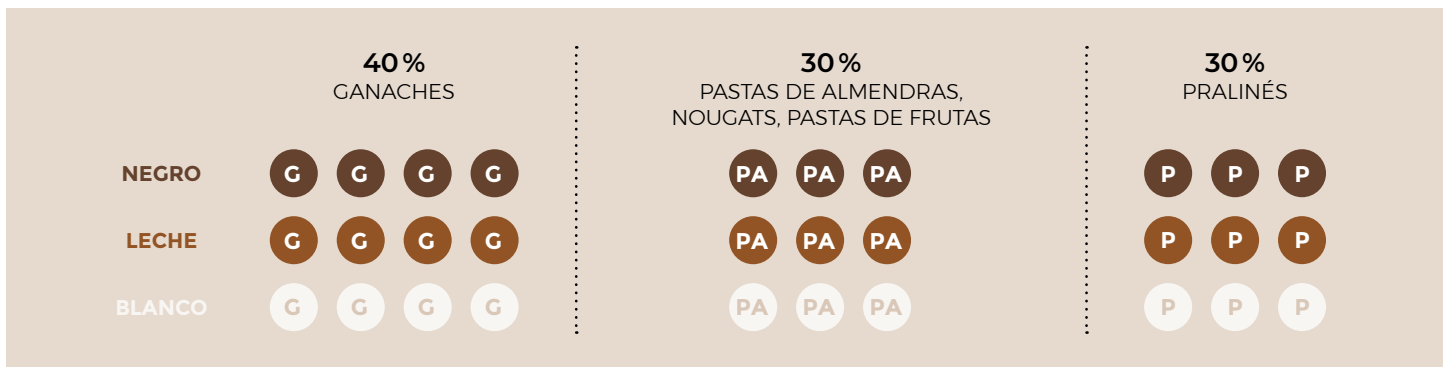 40 %
GANACHES
30 %
PASTAS DE ALMENDRAS,
NOUGATS, PASTAS DE FRUTAS
30 %
PRALINÉS
NEGRO G G G G PA PA PA P P P
LECHE G G G G PA PA PA P P P
BLANCO G G G G PA PA PA P P P